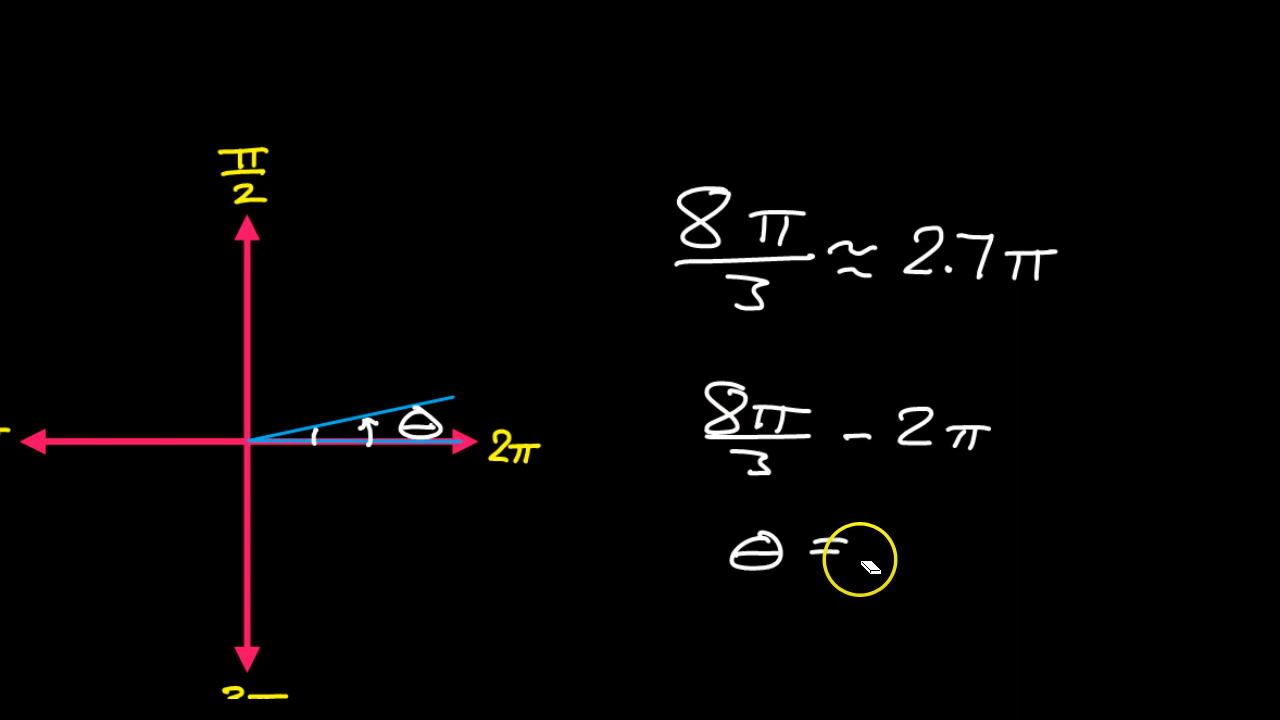 π/2
8π/3 ≈ 2.7π
8π/3 - 2π
θ
2π
θ =